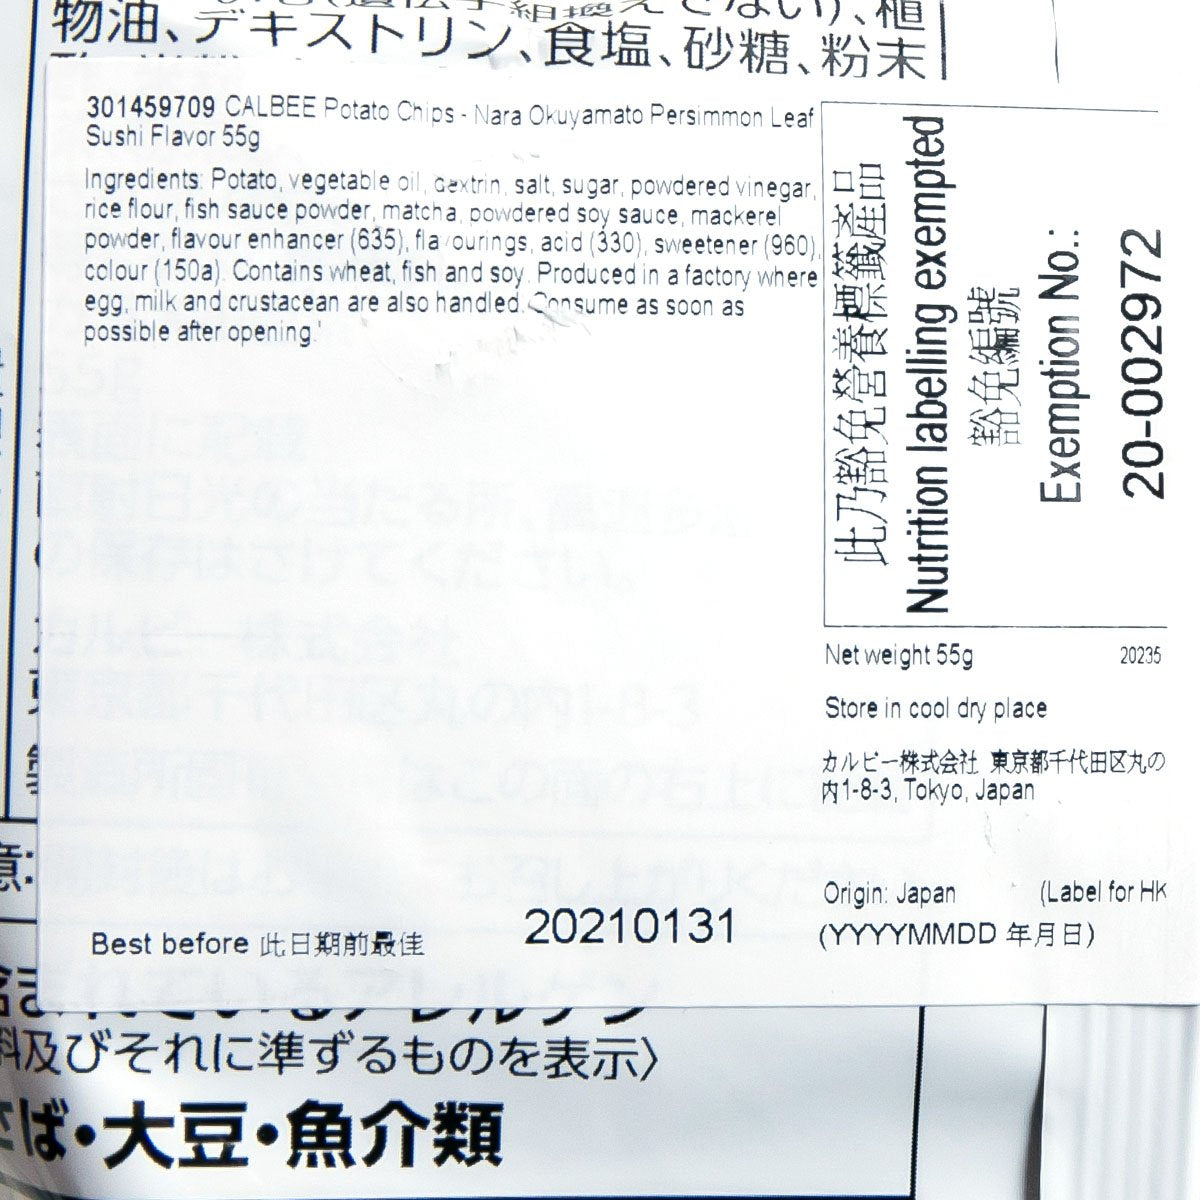 物油、デキストリン、食塩、砂糖、粉末
301459709 CALBEE Potato Chips - Nara Okuyamato Persimmon Leaf
Sushi Flavor 55g
Ingredients: Potato, vegetable oil, dextrin, salt, sugar, powdered vinegar,
rice flour, fish sauce powder, matcha, powdered soy sauce, mackerel
powder, flavour enhancer (635), flavourings, acid (330), sweetener (960),
colour (150a). Contains wheat, fish and soy. Produced in a factory where
egg, milk and crustacean are also handled. Consume as soon as
possible after opening.'
此乃豁免營養標籤產品
Nutrition labelling exempted
豁免編號
Exemption No.:
20-002972
Net weight 55g
20235
Store in cool dry place
カルビー株式会社 東京都千代田区丸の
内1-8-3, Tokyo, Japan
Origin: Japan
(Label for HK
Best before 此日期前最佳
20210131
(YYYYMMDD 年月日)
意:
料及びそれに準ずるものを表示〉
さば・大豆・魚介類